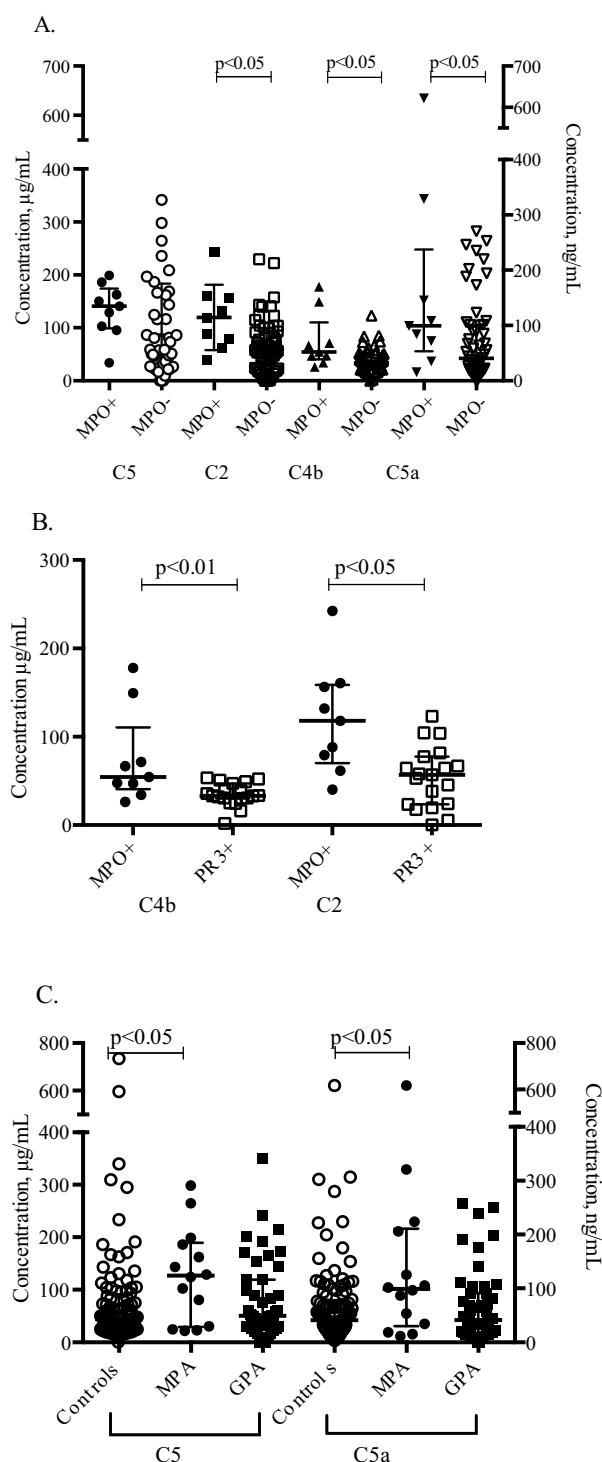 A.
700 700
p<0.05 p<0.05 p<0.05
600 600
Concentration, µg/mL
Concentration, ng/mL
400 400
300 300
200 200
100 100
0 0
MPO+ MPO- MPO+ MPO- MPO+ MPO- MPO+ MPO-
C5 C2 C4b C5a
B.
300
p<0.01 p<0.05
Concentration µg/mL
200
100
0
MPO+ PR3+ MPO+ PR3+
C4b C2
C.
800 800
p<0.05 p<0.05
600 600
Concentration, µg/mL
Concentration, ng/mL
400 400
300 300
200 200
100 100
0 0
Controls MPA GPA Control s MPA GPA
C5 C5a